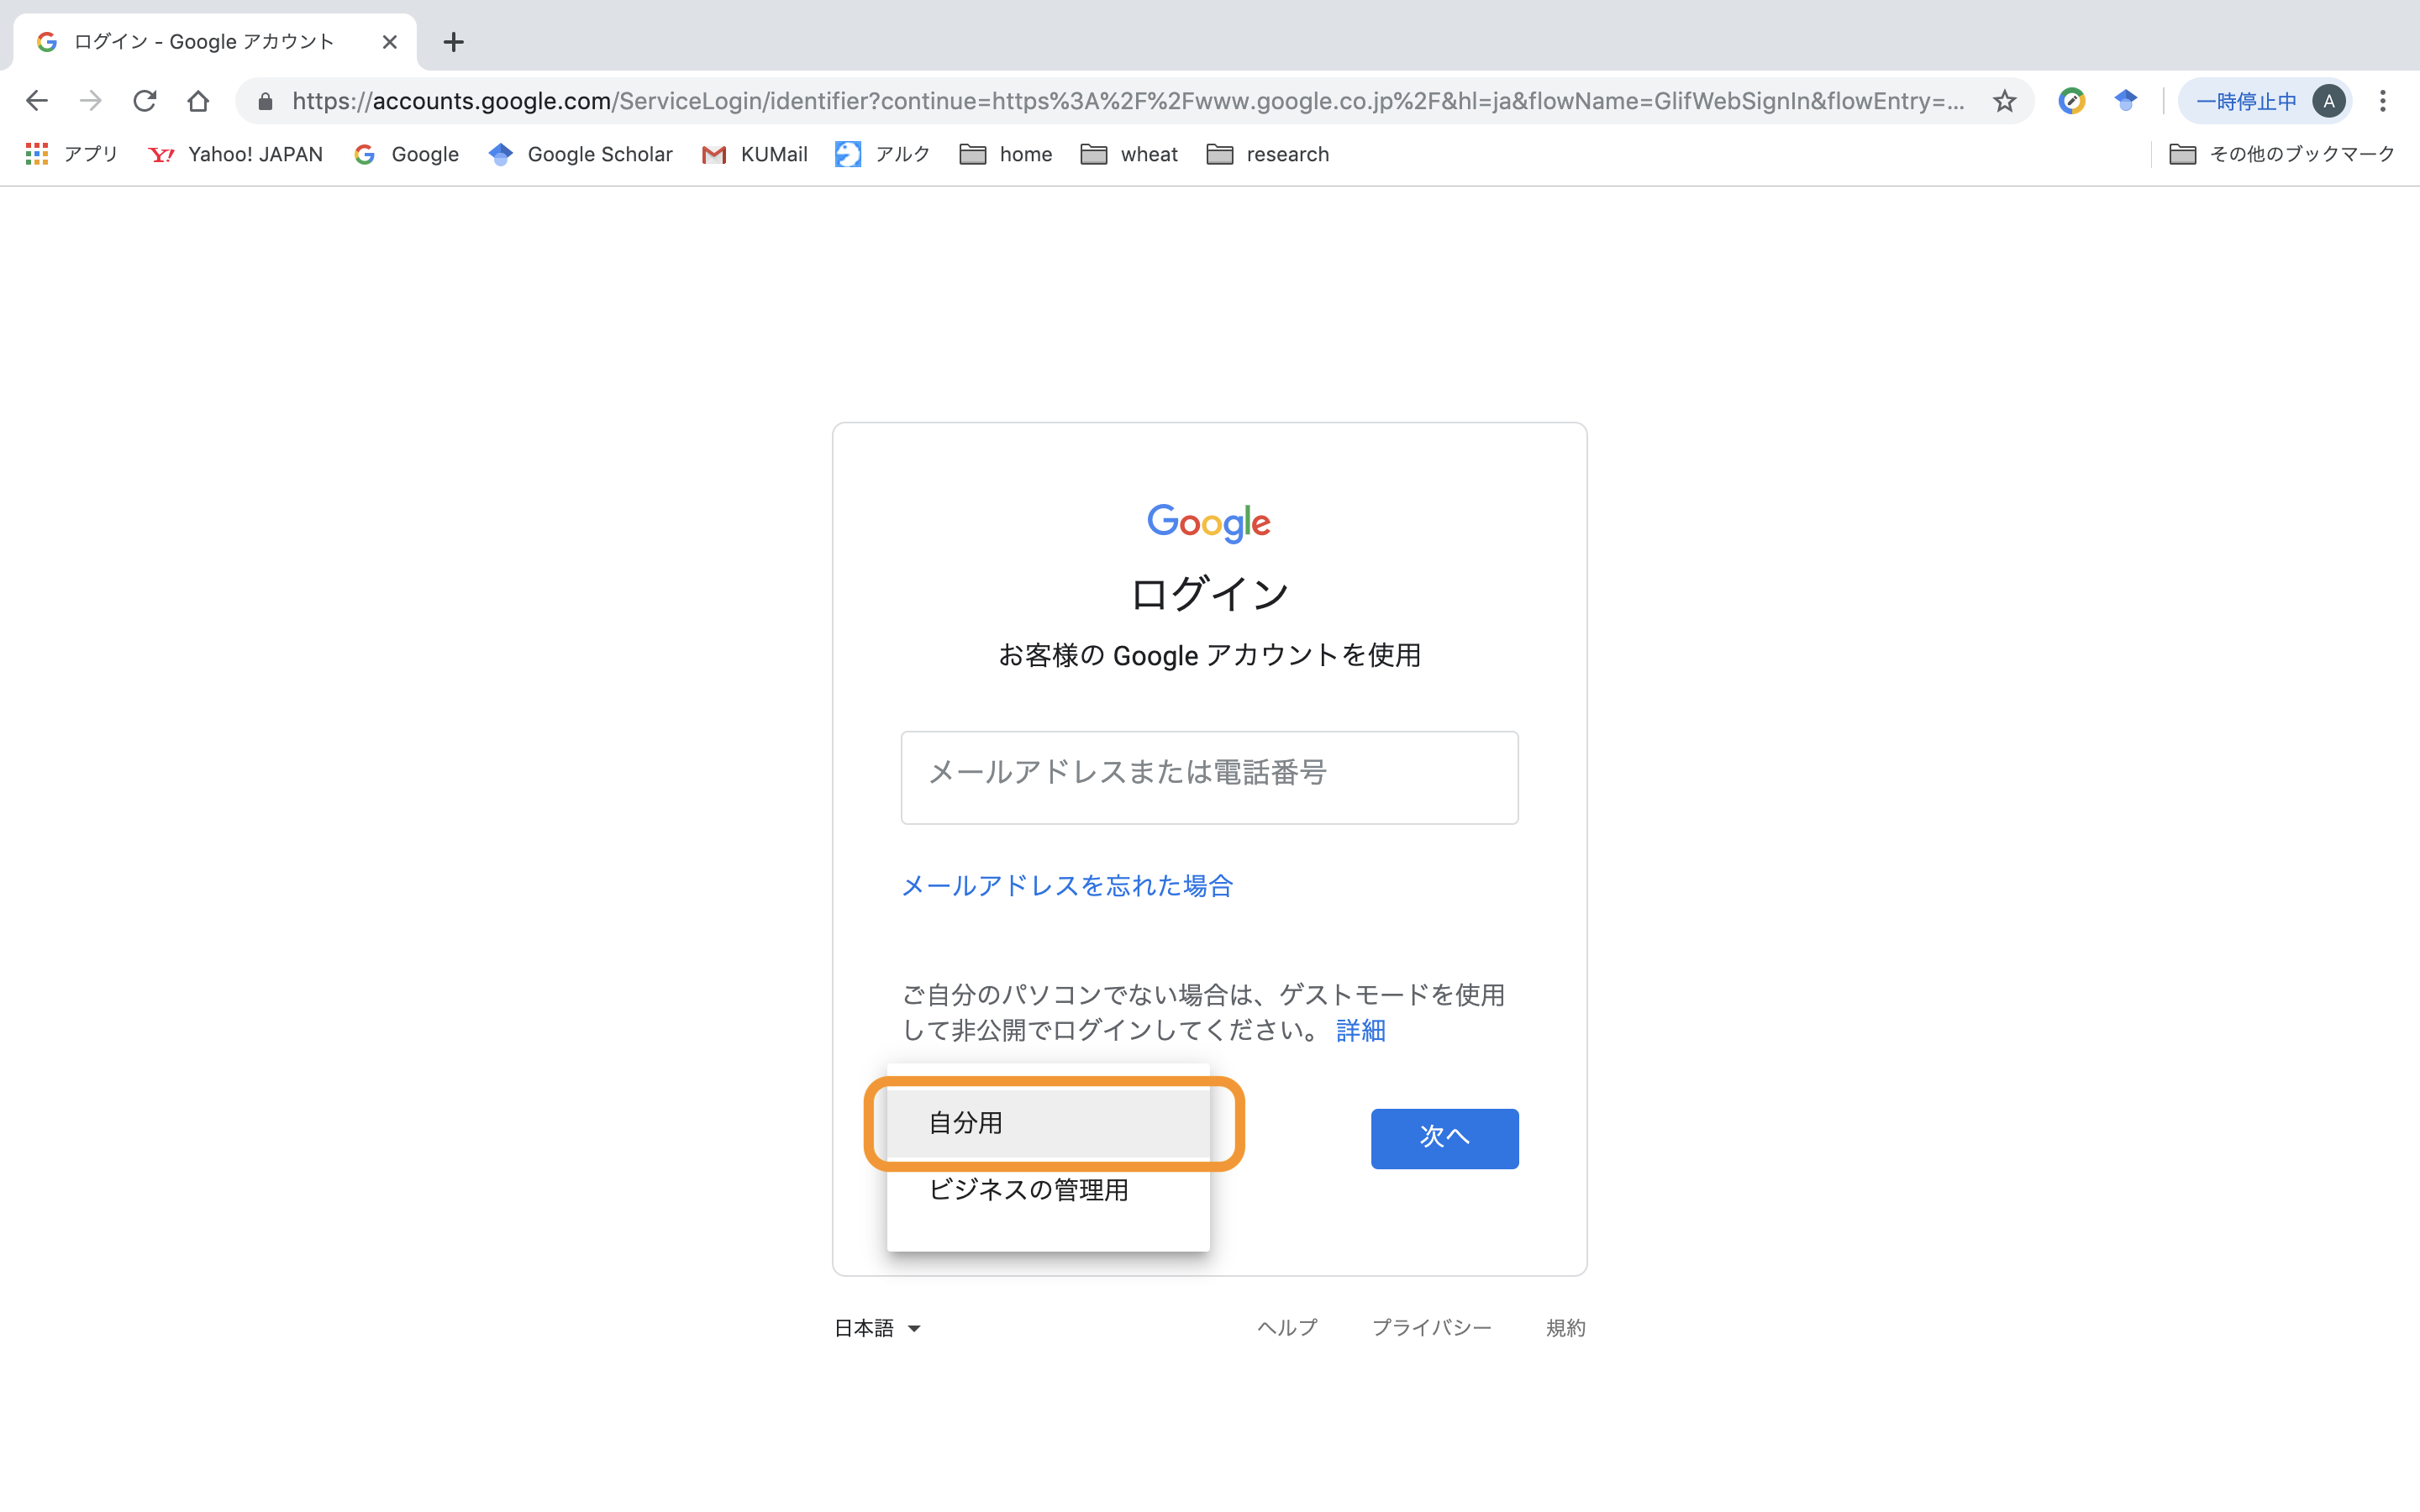 ログイン - Google アカウント
https://accounts.google.com/ServiceLogin/identifier?continue=https%3A%2F%2Fwww.google.co.jp%2F&hl=ja&flowName=GlifWebSignIn&flowEntry=...
一時停止中 A
アプリ Yahoo! JAPAN Google Google Scholar KUMail アルク home wheat research その他のブックマーク
Google
ログイン
お客様の Google アカウントを使用
メールアドレスまたは電話番号
メールアドレスを忘れた場合
ご自分のパソコンでない場合は、ゲストモードを使用
して非公開でログインしてください。 詳細
自分用
次へ
ビジネスの管理用
日本語 ヘルプ プライバシー 規約